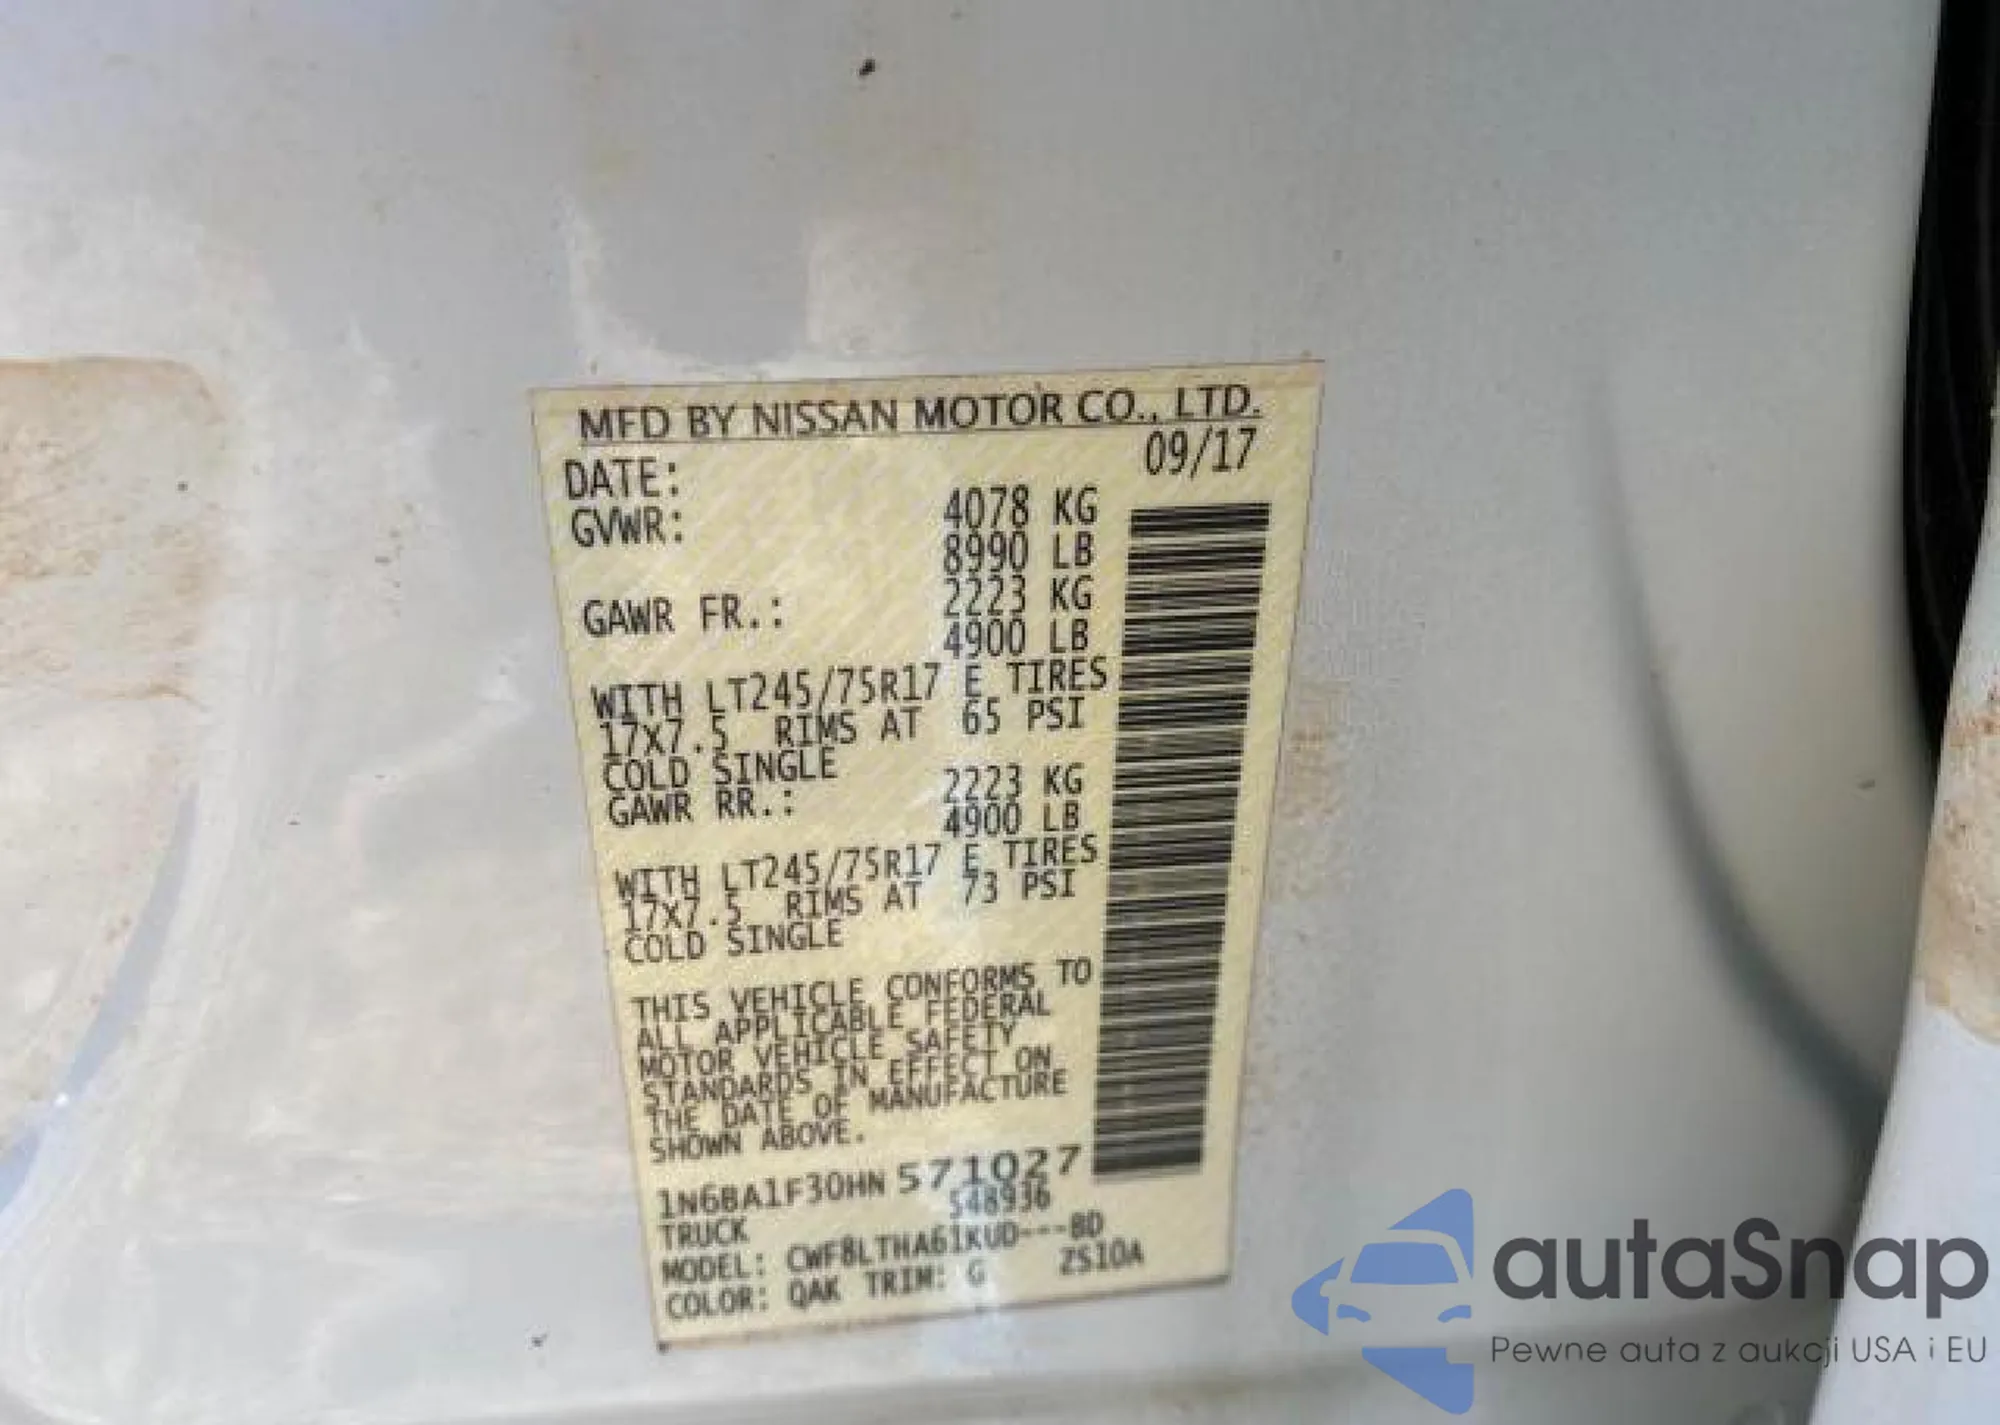 MFD BY NISSAN MOTOR CO., LTD.
DATE: 09/17
GVWR: 4078 KG
8990 LB
GAWR FR.: 2223 KG
4900 LB
WITH LT245/75R17 E TIRES
17X7.5 RIMS AT 65 PSI
COLD SINGLE
GAWR RR.: 2223 KG
4900 LB
WITH LT245/75R17 E TIRES
17X7.5 RIMS AT 73 PSI
COLD SINGLE
THIS VEHICLE CONFORMS TO
ALL APPLICABLE FEDERAL
MOTOR VEHICLE SAFETY
STANDARDS IN EFFECT ON
THE DATE OF MANUFACTURE
SHOWN ABOVE.
1N6BA1F30HN571027
548936
TRUCK
MODEL: CWF8LTHA61KUD---BD
COLOR: QAK TRIM: G ZS10A
autaSnap
Pewne auta z aukcji USA i EU